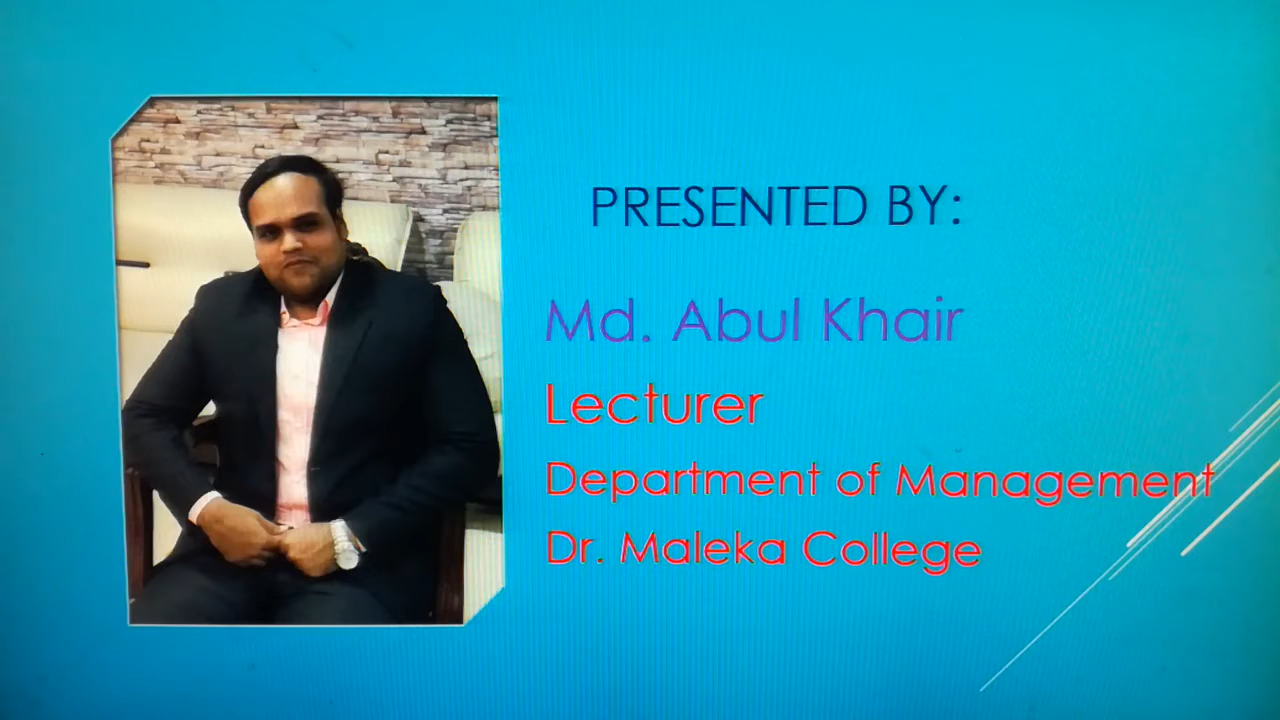 PRESENTED BY:
Md. Abul Khair
Lecturer
Department of Management
Dr. Maleka College